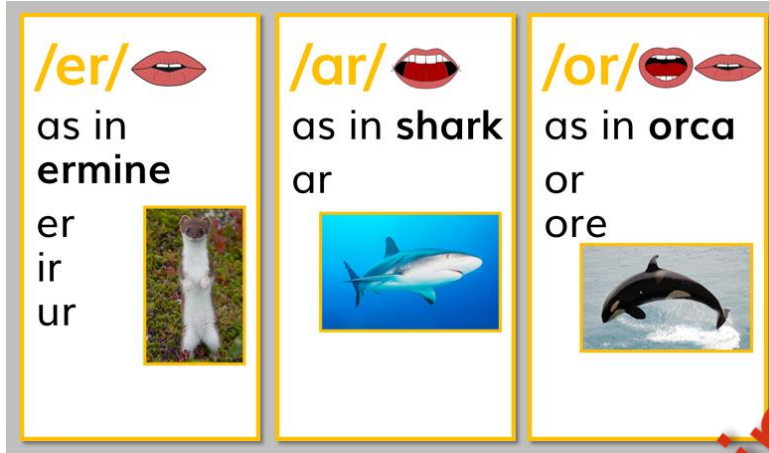 /er/
as in
ermine
er
ir
ur
/ar/
as in shark
ar
/or/
as in orca
or
ore